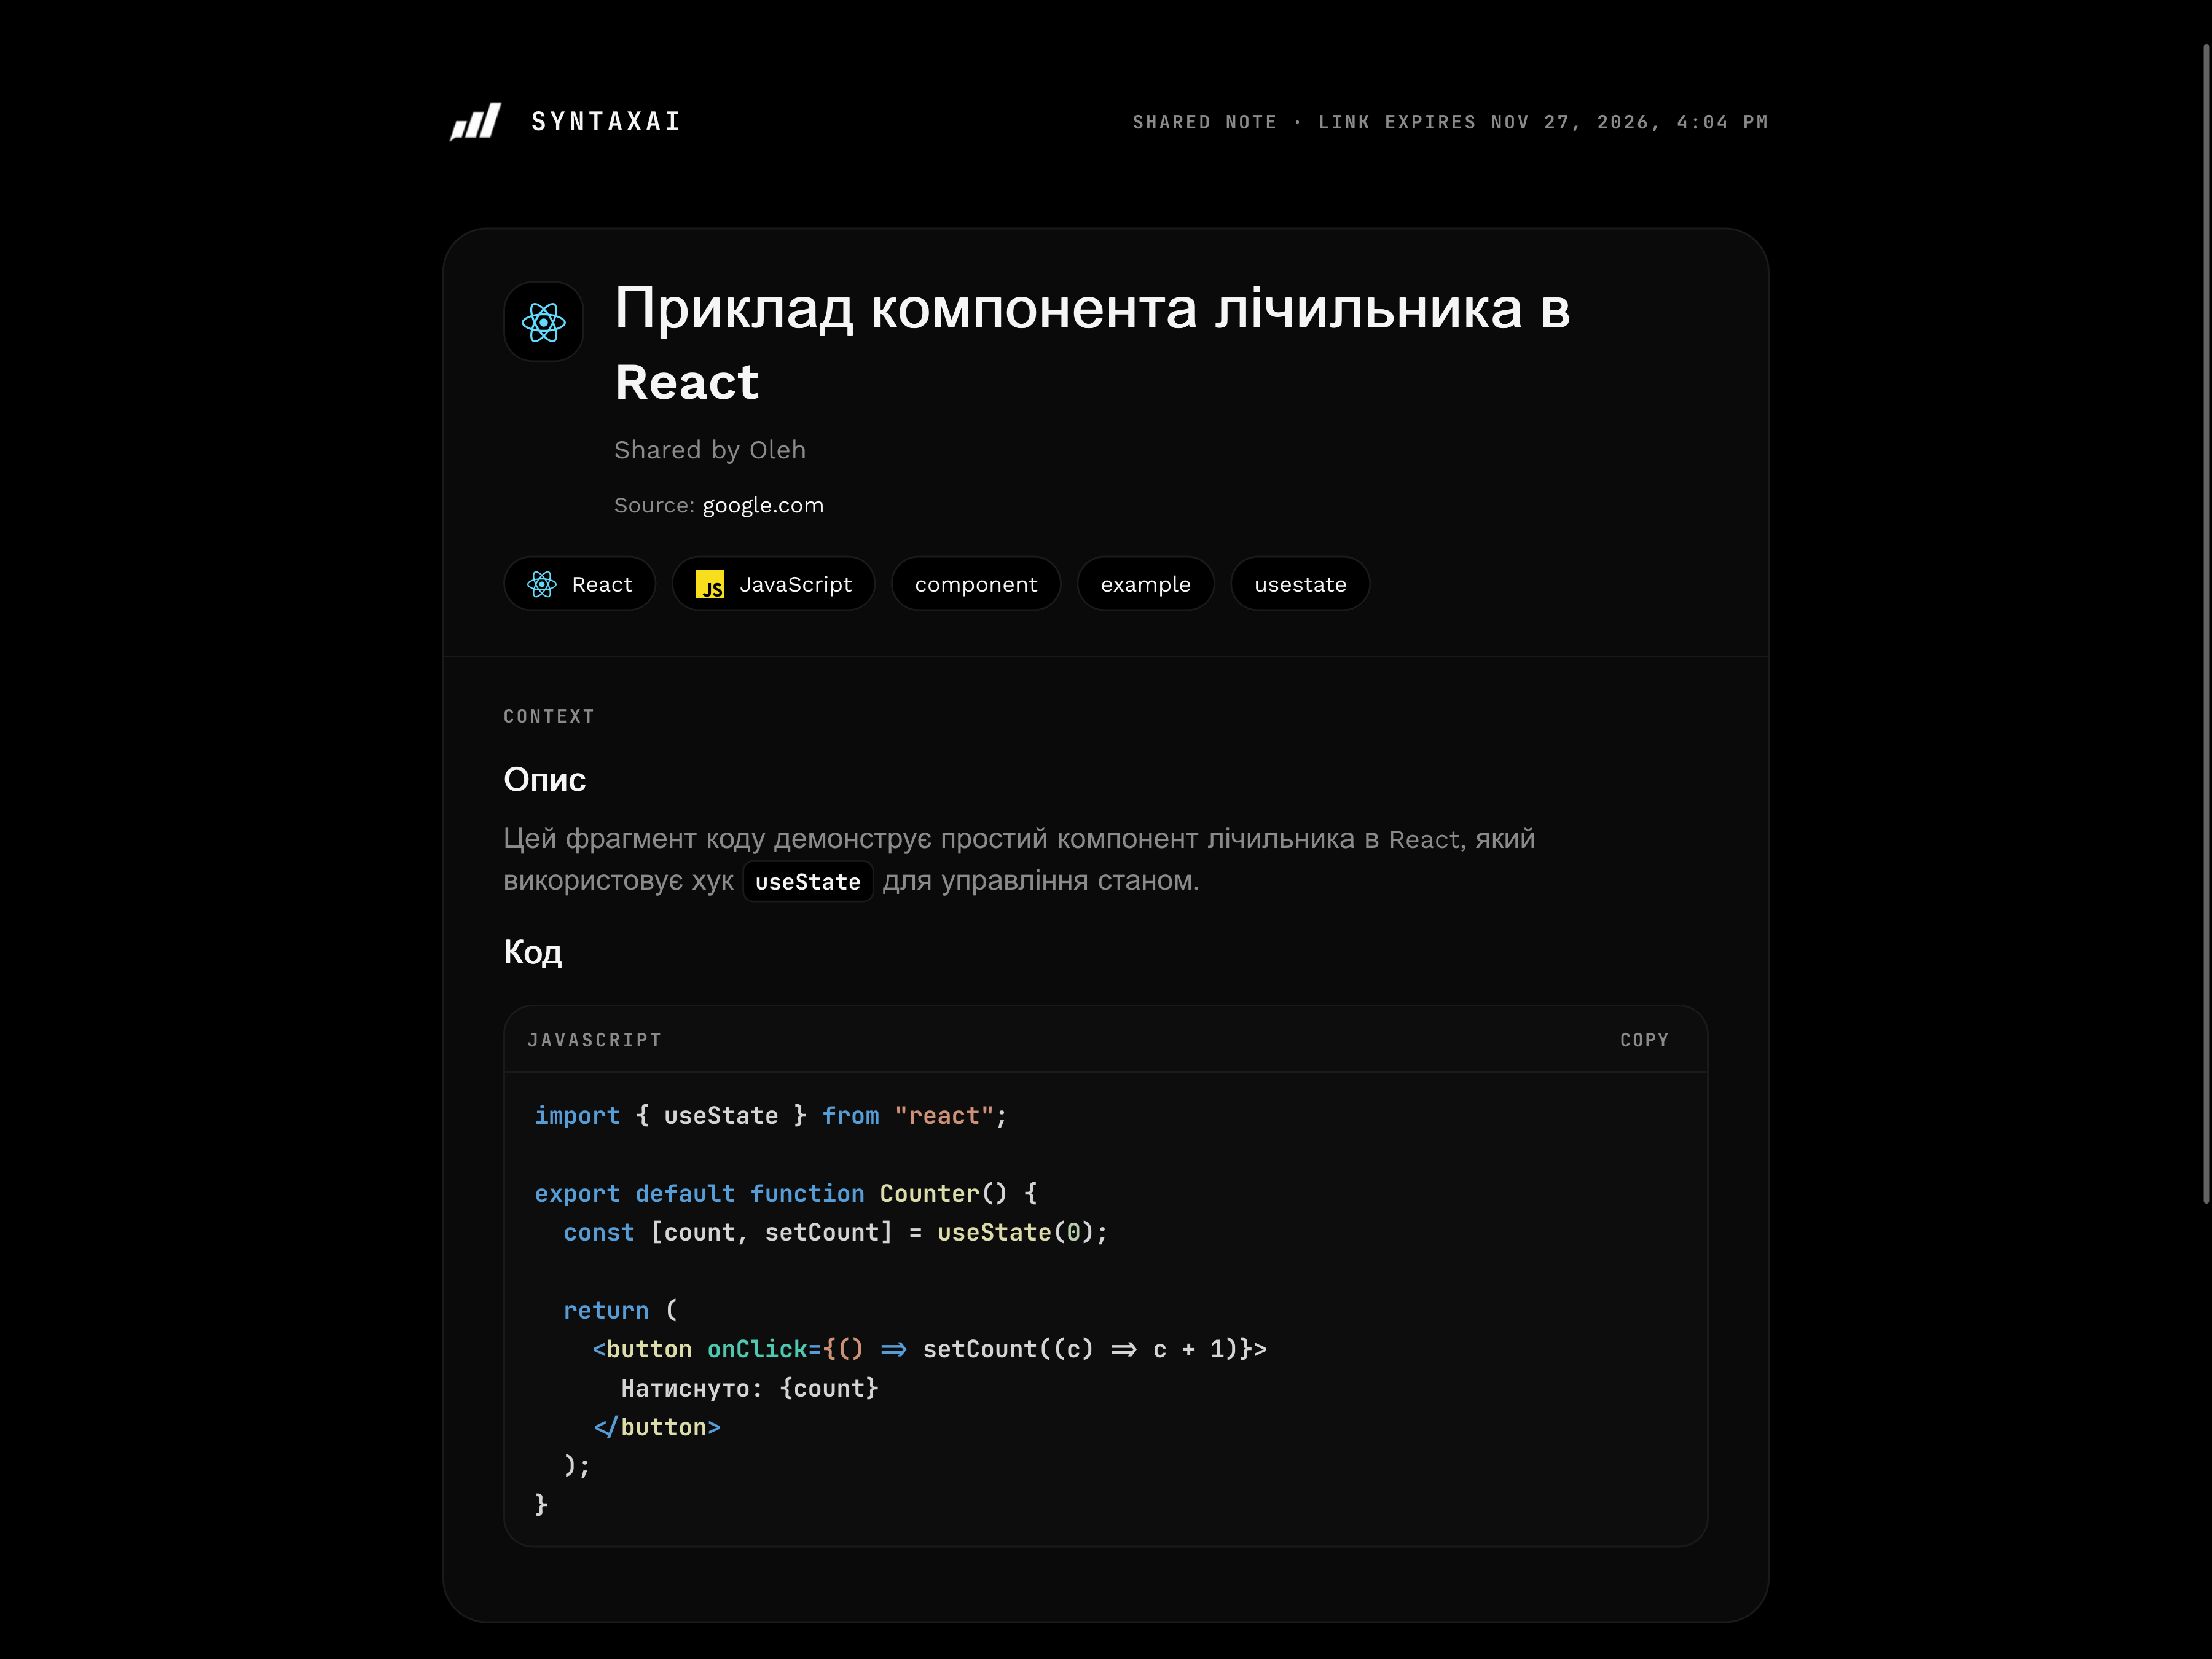 SYNTAXAI
SHARED NOTE · LINK EXPIRES NOV 27, 2026, 4:04 PM
Приклад компонента лічильника в
React
Shared by Oleh
Source: google.com
React JavaScript component example usestate
CONTEXT
Опис
Цей фрагмент коду демонструє простий компонент лічильника в React, який
використовує хук useState для управління станом.
Код
JAVASCRIPT COPY
import { useState } from "react";
export default function Counter() {
  const [count, setCount] = useState(0);
  return (
    <button onClick={() => setCount((c) => c + 1)}>
      Натиснуто: {count}
    </button>
  );
}